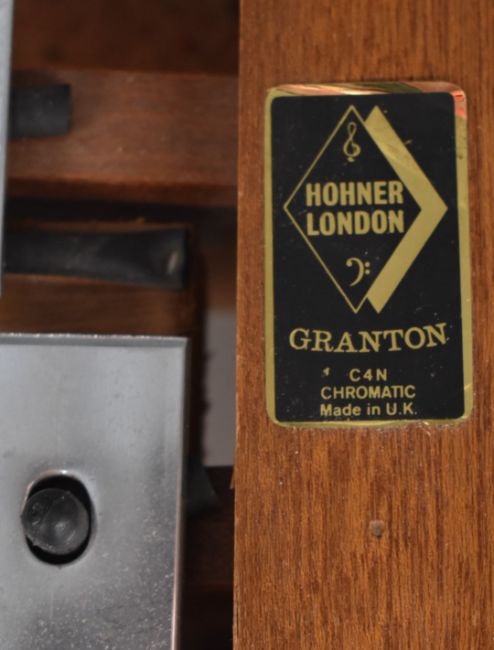 HOHNER
LONDON
GRANTON
C4N
CHROMATIC
Made in U.K.